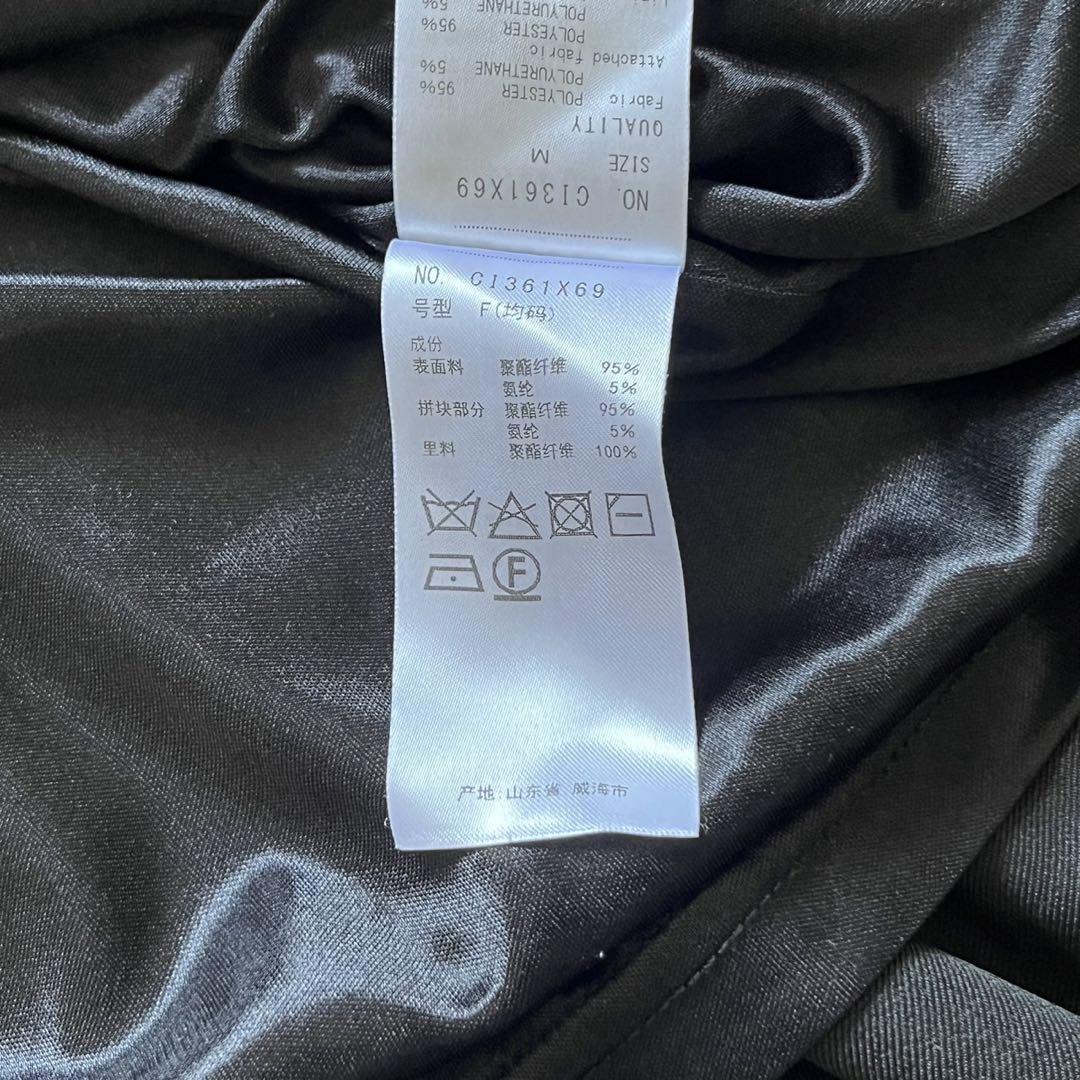 NO. CI361X69
SIZE M
QUALITY
Fabric
POLYESTER 95%
POLYURETHANE 5%
Attached fabric
POLYESTER 95%
POLYURETHANE 5%
NO. CI361X69
号型 F(均码)
成份
表面料 聚酯纤维 95%
氨纶 5%
拼块部分 聚酯纤维 95%
氨纶 5%
里料 聚酯纤维 100%
F
产地:山东省 威海市